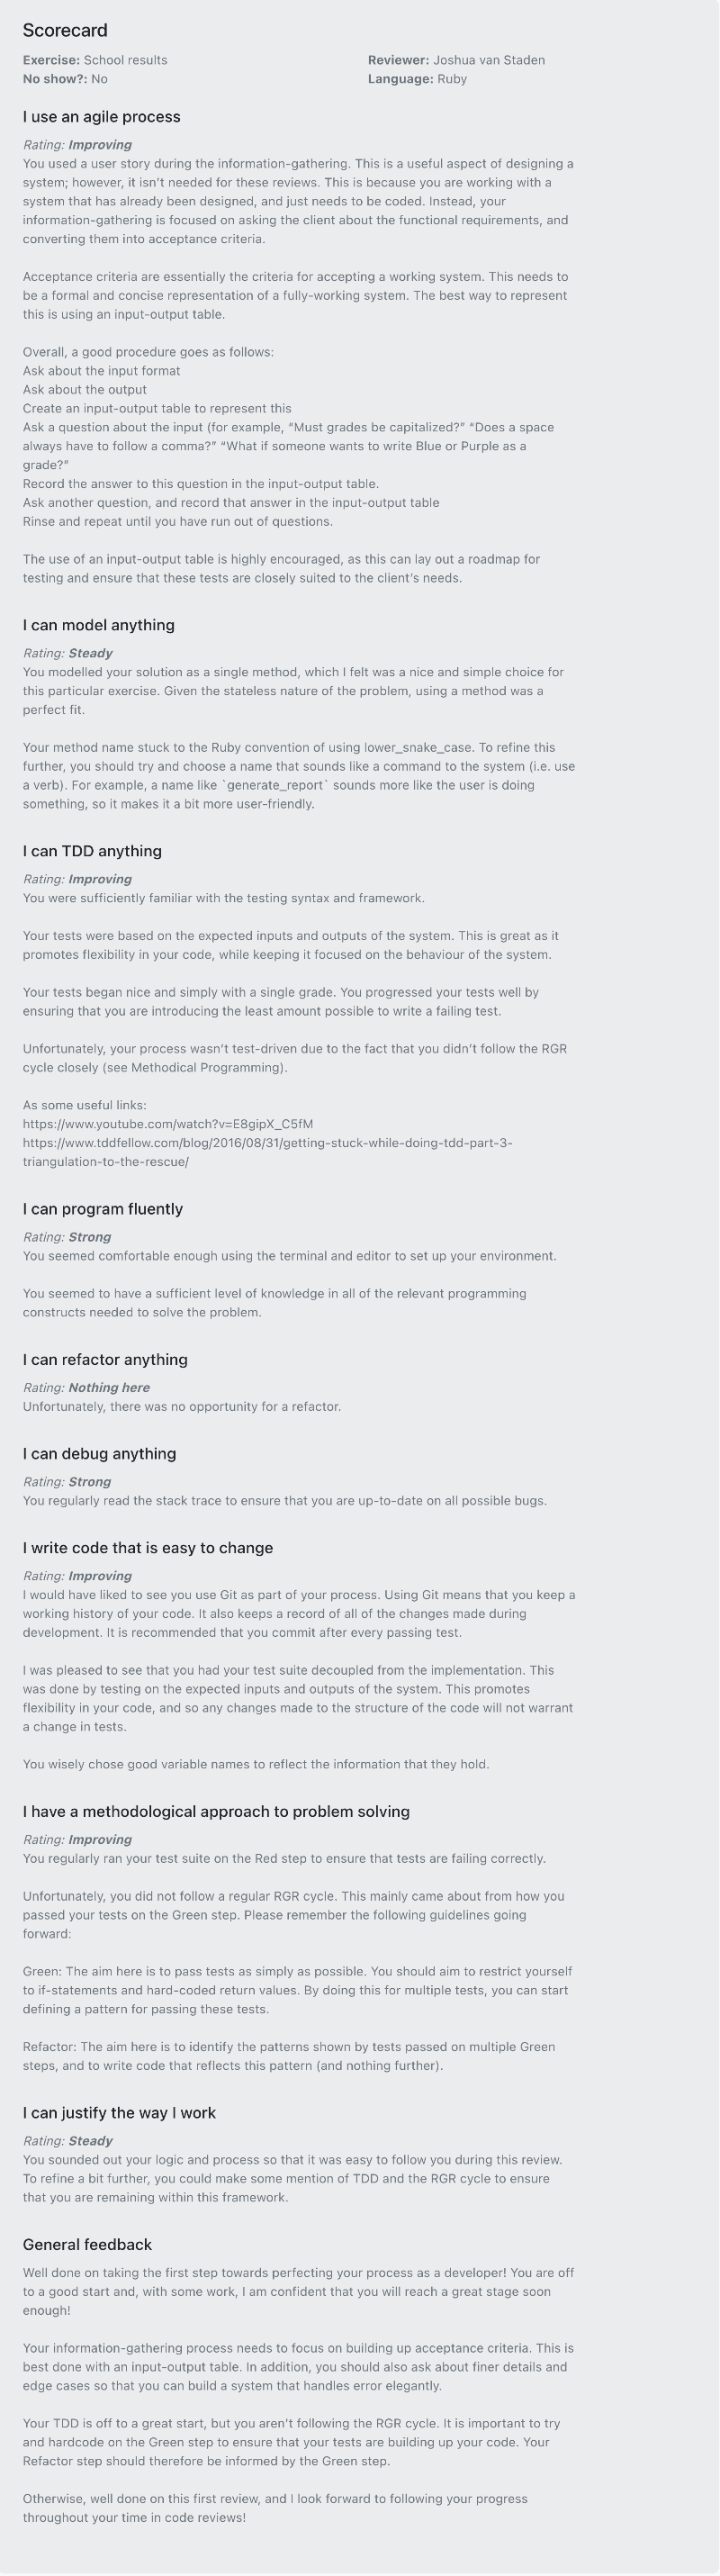 Scorecard
Exercise: School results
Reviewer: Joshua van Staden
No show?: No
Language: Ruby
I use an agile process
Rating: Improving
You used a user story during the information-gathering. This is a useful aspect of designing a
system; however, it isn't needed for these reviews. This is because you are working with a
system that has already been designed, and just needs to be coded. Instead, your
information-gathering is focused on asking the client about the functional requirements, and
converting them into acceptance criteria.
Acceptance criteria are essentially the criteria for accepting a working system. This needs to
be a formal and concise representation of a fully-working system. The best way to represent
this is using an input-output table.
Overall, a good procedure goes as follows:
Ask about the input format
Ask about the output
Create an input-output table to represent this
Ask a question about the input (for example, “Must grades be capitalized?” “Does a space
always have to follow a comma?” “What if someone wants to write Blue or Purple as a
grade?”
Record the answer to this question in the input-output table.
Ask another question, and record that answer in the input-output table
Rinse and repeat until you have run out of questions.
The use of an input-output table is highly encouraged, as this can lay out a roadmap for
testing and ensure that these tests are closely suited to the client's needs.
I can model anything
Rating: Steady
You modelled your solution as a single method, which I felt was a nice and simple choice for
this particular exercise. Given the stateless nature of the problem, using a method was a
perfect fit.
Your method name stuck to the Ruby convention of using lower_snake_case. To refine this
further, you should try and choose a name that sounds like a command to the system (i.e. use
a verb). For example, a name like `generate_report` sounds more like the user is doing
something, so it makes it a bit more user-friendly.
I can TDD anything
Rating: Improving
You were sufficiently familiar with the testing syntax and framework.
Your tests were based on the expected inputs and outputs of the system. This is great as it
promotes flexibility in your code, while keeping it focused on the behaviour of the system.
Your tests began nice and simply with a single grade. You progressed your tests well by
ensuring that you are introducing the least amount possible to write a failing test.
Unfortunately, your process wasn't test-driven due to the fact that you didn't follow the RGR
cycle closely (see Methodical Programming).
As some useful links:
https://www.youtube.com/watch?v=E8gipX_C5fM
https://www.tddfellow.com/blog/2016/08/31/getting-stuck-while-doing-tdd-part-3-
triangulation-to-the-rescue/
I can program fluently
Rating: Strong
You seemed comfortable enough using the terminal and editor to set up your environment.
You seemed to have a sufficient level of knowledge in all of the relevant programming
constructs needed to solve the problem.
I can refactor anything
Rating: Nothing here
Unfortunately, there was no opportunity for a refactor.
I can debug anything
Rating: Strong
You regularly read the stack trace to ensure that you are up-to-date on all possible bugs.
I write code that is easy to change
Rating: Improving
I would have liked to see you use Git as part of your process. Using Git means that you keep a
working history of your code. It also keeps a record of all of the changes made during
development. It is recommended that you commit after every passing test.
I was pleased to see that you had your test suite decoupled from the implementation. This
was done by testing on the expected inputs and outputs of the system. This promotes
flexibility in your code, and so any changes made to the structure of the code will not warrant
a change in tests.
You wisely chose good variable names to reflect the information that they hold.
I have a methodological approach to problem solving
Rating: Improving
You regularly ran your test suite on the Red step to ensure that tests are failing correctly.
Unfortunately, you did not follow a regular RGR cycle. This mainly came about from how you
passed your tests on the Green step. Please remember the following guidelines going
forward:
Green: The aim here is to pass tests as simply as possible. You should aim to restrict yourself
to if-statements and hard-coded return values. By doing this for multiple tests, you can start
defining a pattern for passing these tests.
Refactor: The aim here is to identify the patterns shown by tests passed on multiple Green
steps, and to write code that reflects this pattern (and nothing further).
I can justify the way I work
Rating: Steady
You sounded out your logic and process so that it was easy to follow you during this review.
To refine a bit further, you could make some mention of TDD and the RGR cycle to ensure
that you are remaining within this framework.
General feedback
Well done on taking the first step towards perfecting your process as a developer! You are off
to a good start and, with some work, I am confident that you will reach a great stage soon
enough!
Your information-gathering process needs to focus on building up acceptance criteria. This is
best done with an input-output table. In addition, you should also ask about finer details and
edge cases so that you can build a system that handles error elegantly.
Your TDD is off to a great start, but you aren't following the RGR cycle. It is important to try
and hardcode on the Green step to ensure that your tests are building up your code. Your
Refactor step should therefore be informed by the Green step.
Otherwise, well done on this first review, and I look forward to following your progress
throughout your time in code reviews!